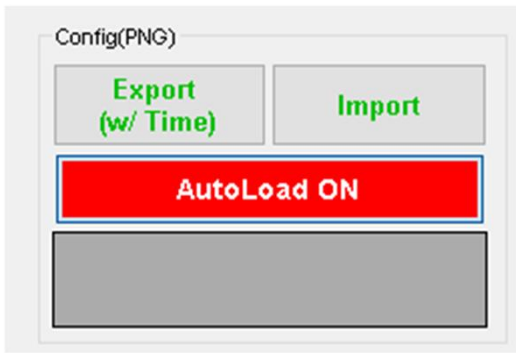 Config(PNG)
Export
(w/ Time)
Import
AutoLoad ON